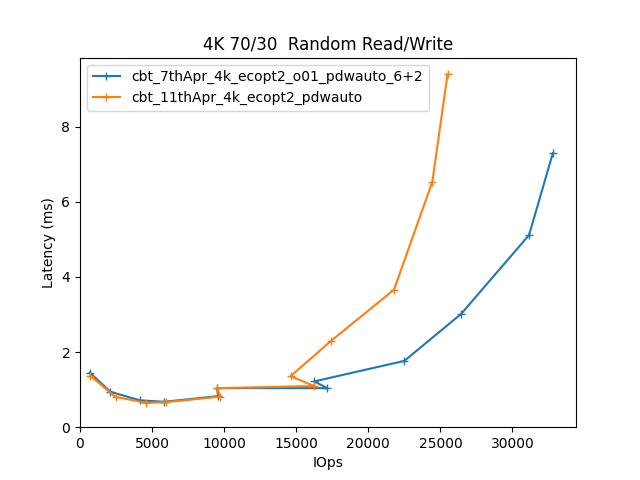 4K 70/30  Random Read/Write
cbt_7thApr_4k_ecopt2_o01_pdwauto_6+2
cbt_11thApr_4k_ecopt2_pdwauto
Latency (ms)
8
6
4
2
0
0 5000 10000 15000 20000 25000 30000
IOps